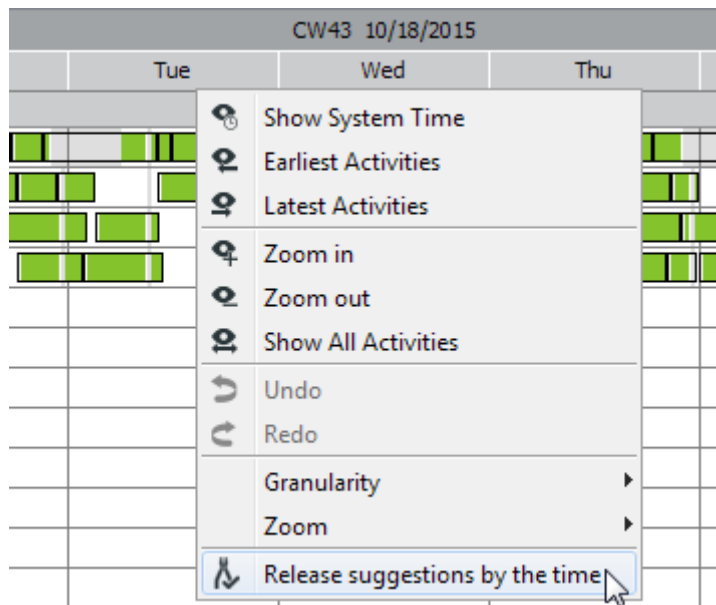 CW43 10/18/2015
Tue Wed Thu
Show System Time
Earliest Activities
Latest Activities
Zoom in
Zoom out
Show All Activities
Undo
Redo
Granularity
Zoom
Release suggestions by the time